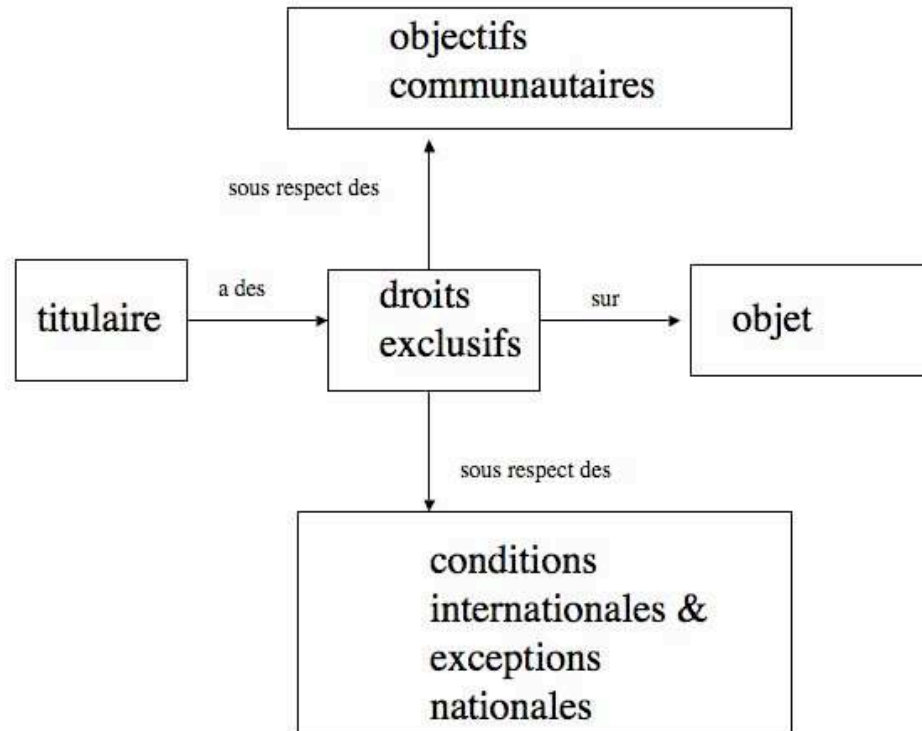 objectifs
communautaires
sous respect des
titulaire
a des
droits
exclusifs
sur
objet
sous respect des
conditions
internationales &
exceptions
nationales